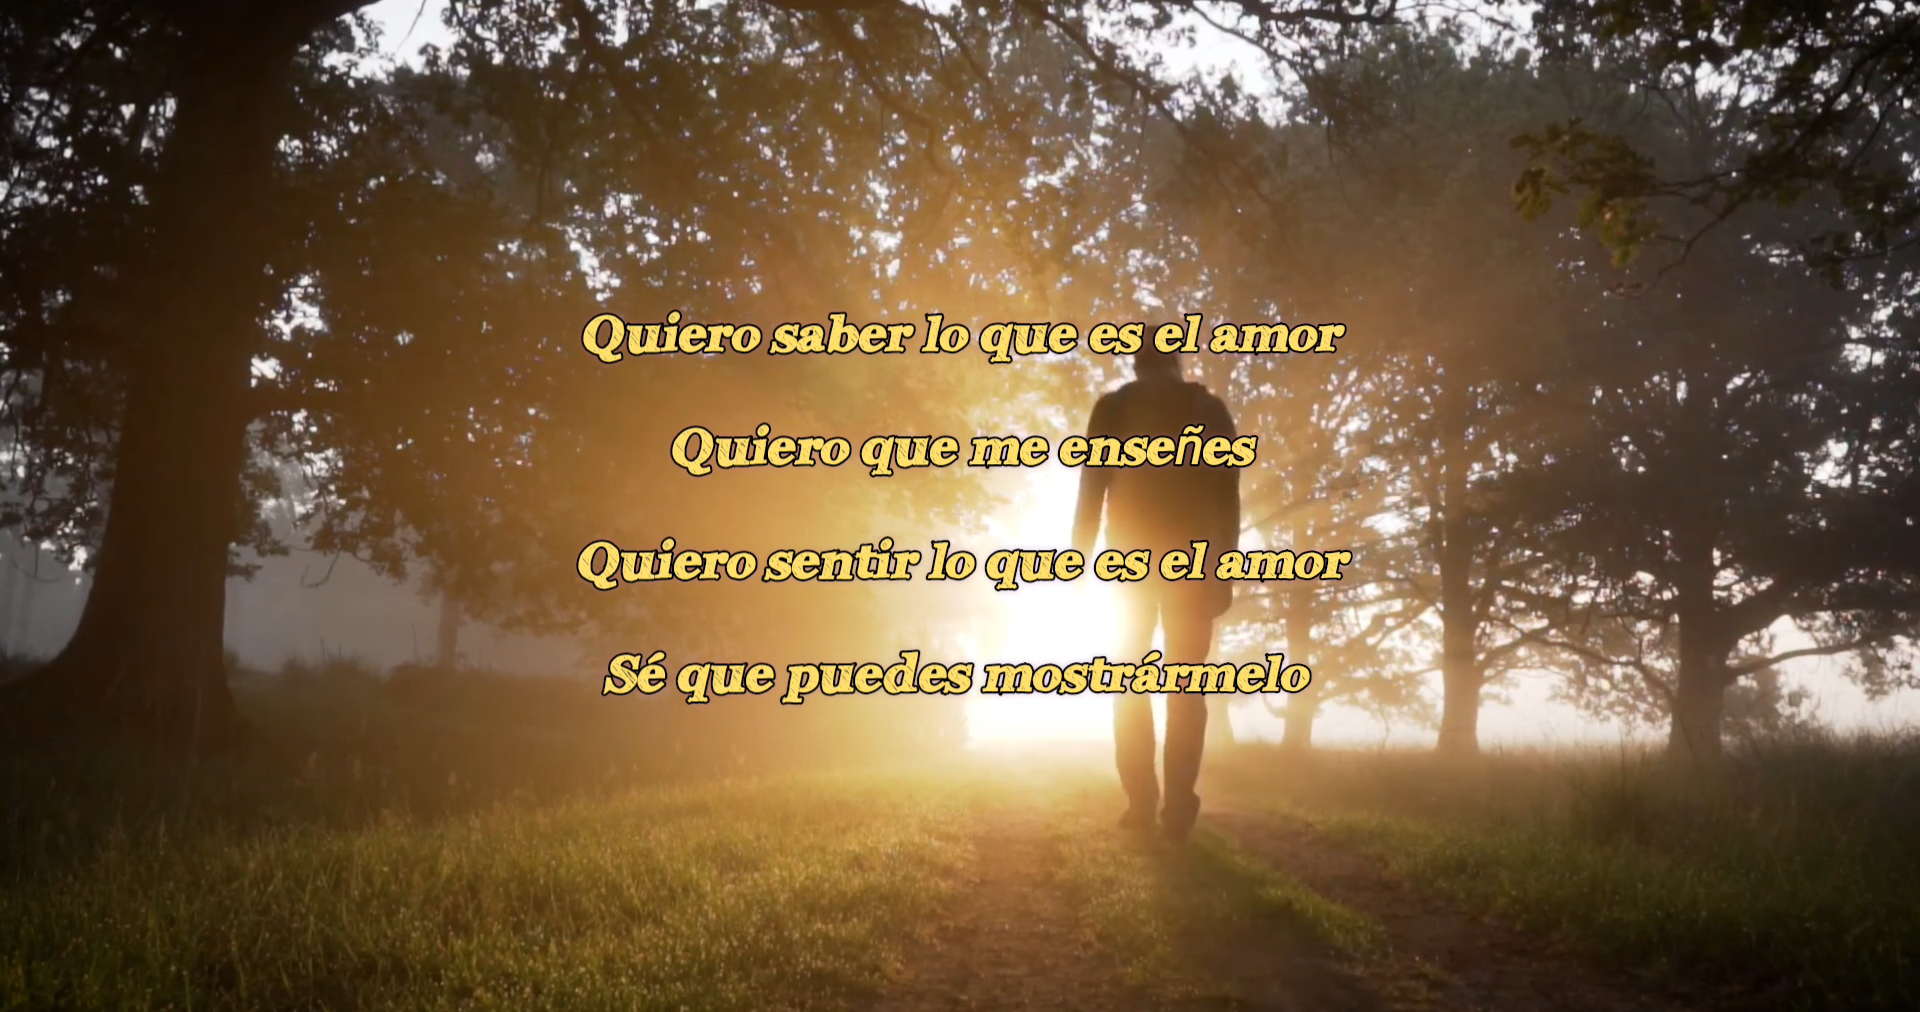 Quiero saber lo que es el amor
Quiero que me enseñes
Quiero sentir lo que es el amor
Sé que puedes mostrármelo